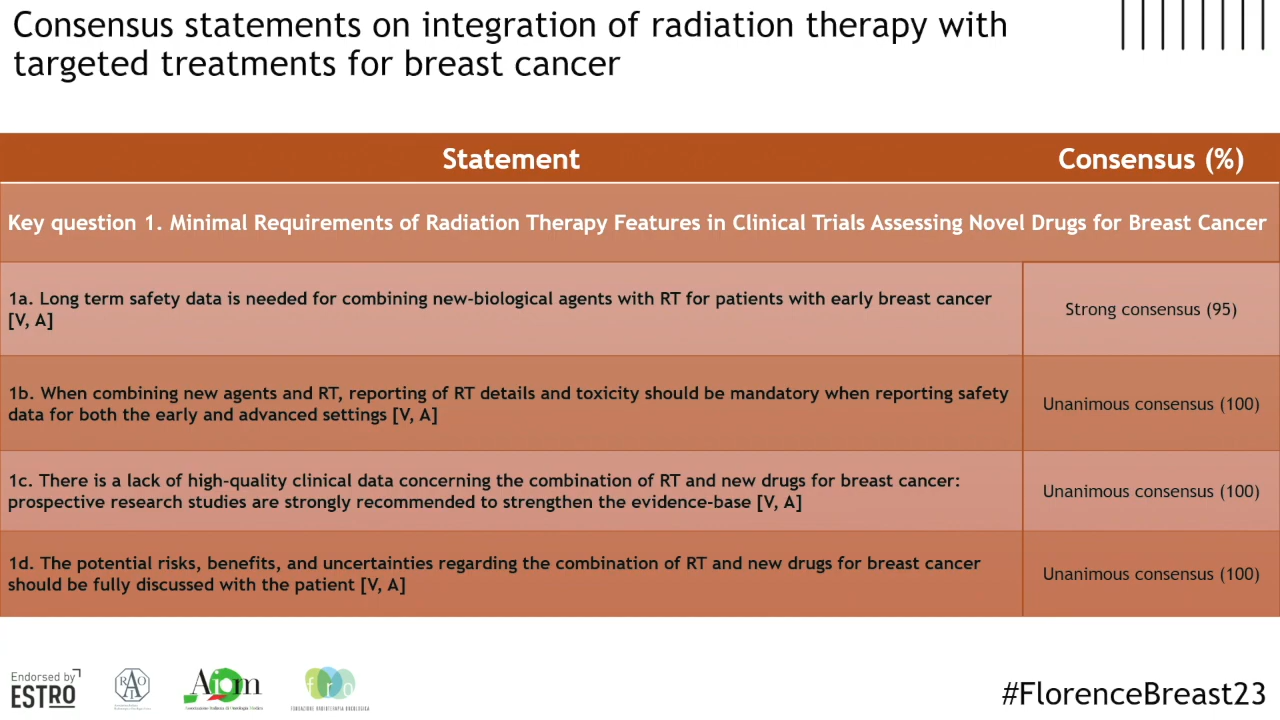 Consensus statements on integration of radiation therapy with
targeted treatments for breast cancer
Statement
Consensus (%)
Key question 1. Minimal Requirements of Radiation Therapy Features in Clinical Trials Assessing Novel Drugs for Breast Cancer
1a. Long term safety data is needed for combining new-biological agents with RT for patients with early breast cancer
[V, A]
Strong consensus (95)
1b. When combining new agents and RT, reporting of RT details and toxicity should be mandatory when reporting safety
data for both the early and advanced settings [V, A]
Unanimous consensus (100)
1c. There is a lack of high-quality clinical data concerning the combination of RT and new drugs for breast cancer:
prospective research studies are strongly recommended to strengthen the evidence-base [V, A]
Unanimous consensus (100)
1d. The potential risks, benefits, and uncertainties regarding the combination of RT and new drugs for breast cancer
should be fully discussed with the patient [V, A]
Unanimous consensus (100)
Endorsed by
ESTRO
Aiom
fro
FONDAZIONE RADIOTERAPIA ONCOLOGICA
#FlorenceBreast23